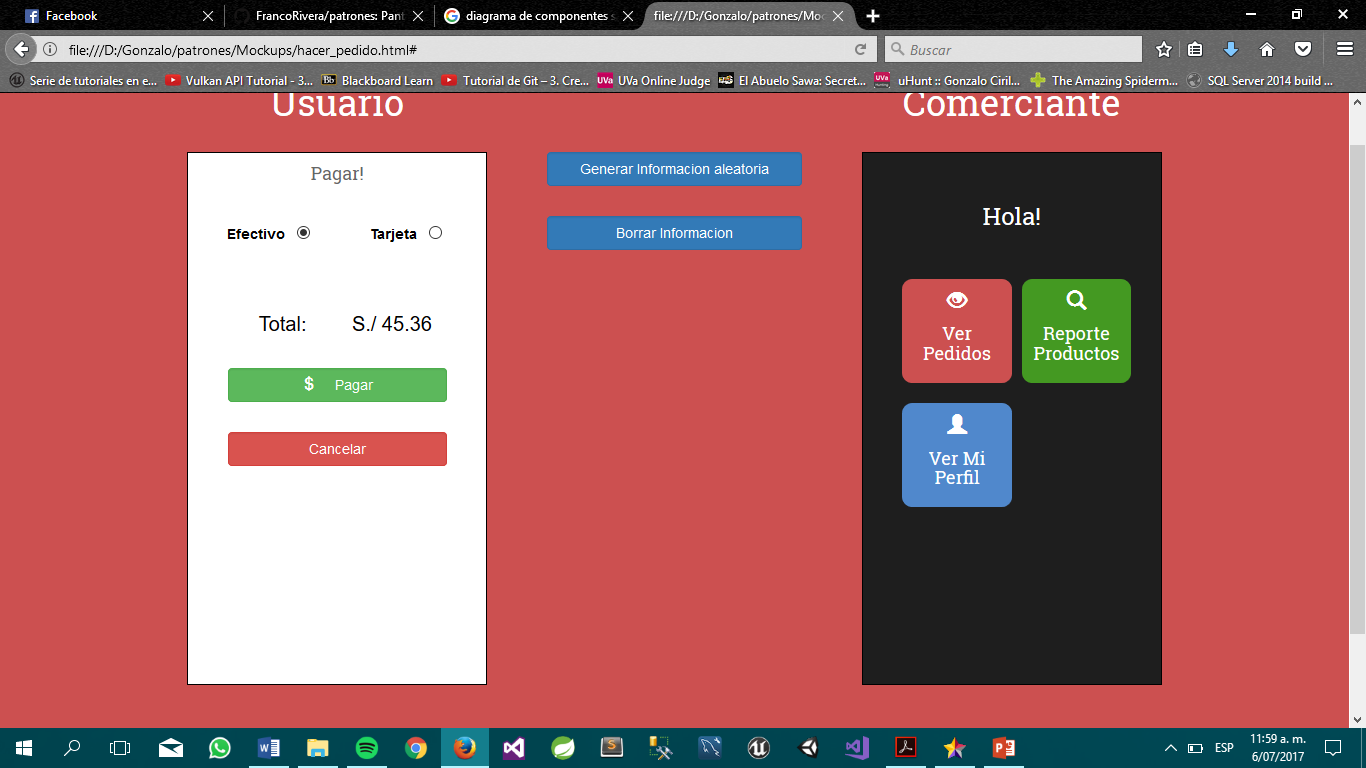 Facebook
FrancoRivera/patrones: Pant
diagrama de componentes s
file:///D:/Gonzalo/patrones/Moc
file:///D:/Gonzalo/patrones/Mockups/hacer_pedido.html#
Buscar
Serie de tutoriales en e...
Vulkan API Tutorial - 3...
Bb Blackboard Learn
Tutorial de Git – 3. Cre...
UVa UVa Online Judge
El Abuelo Sawa: Secret...
uHunt :: Gonzalo Ciril...
The Amazing Spiderm...
SQL Server 2014 build ...
Usuario
Comerciante
Pagar!
Efectivo
Tarjeta
Total: S./ 45.36
$ Pagar
Cancelar
Generar Informacion aleatoria
Borrar Informacion
Hola!
Ver
Pedidos
Reporte
Productos
Ver Mi
Perfil
ESP
11:59 a. m.
6/07/2017